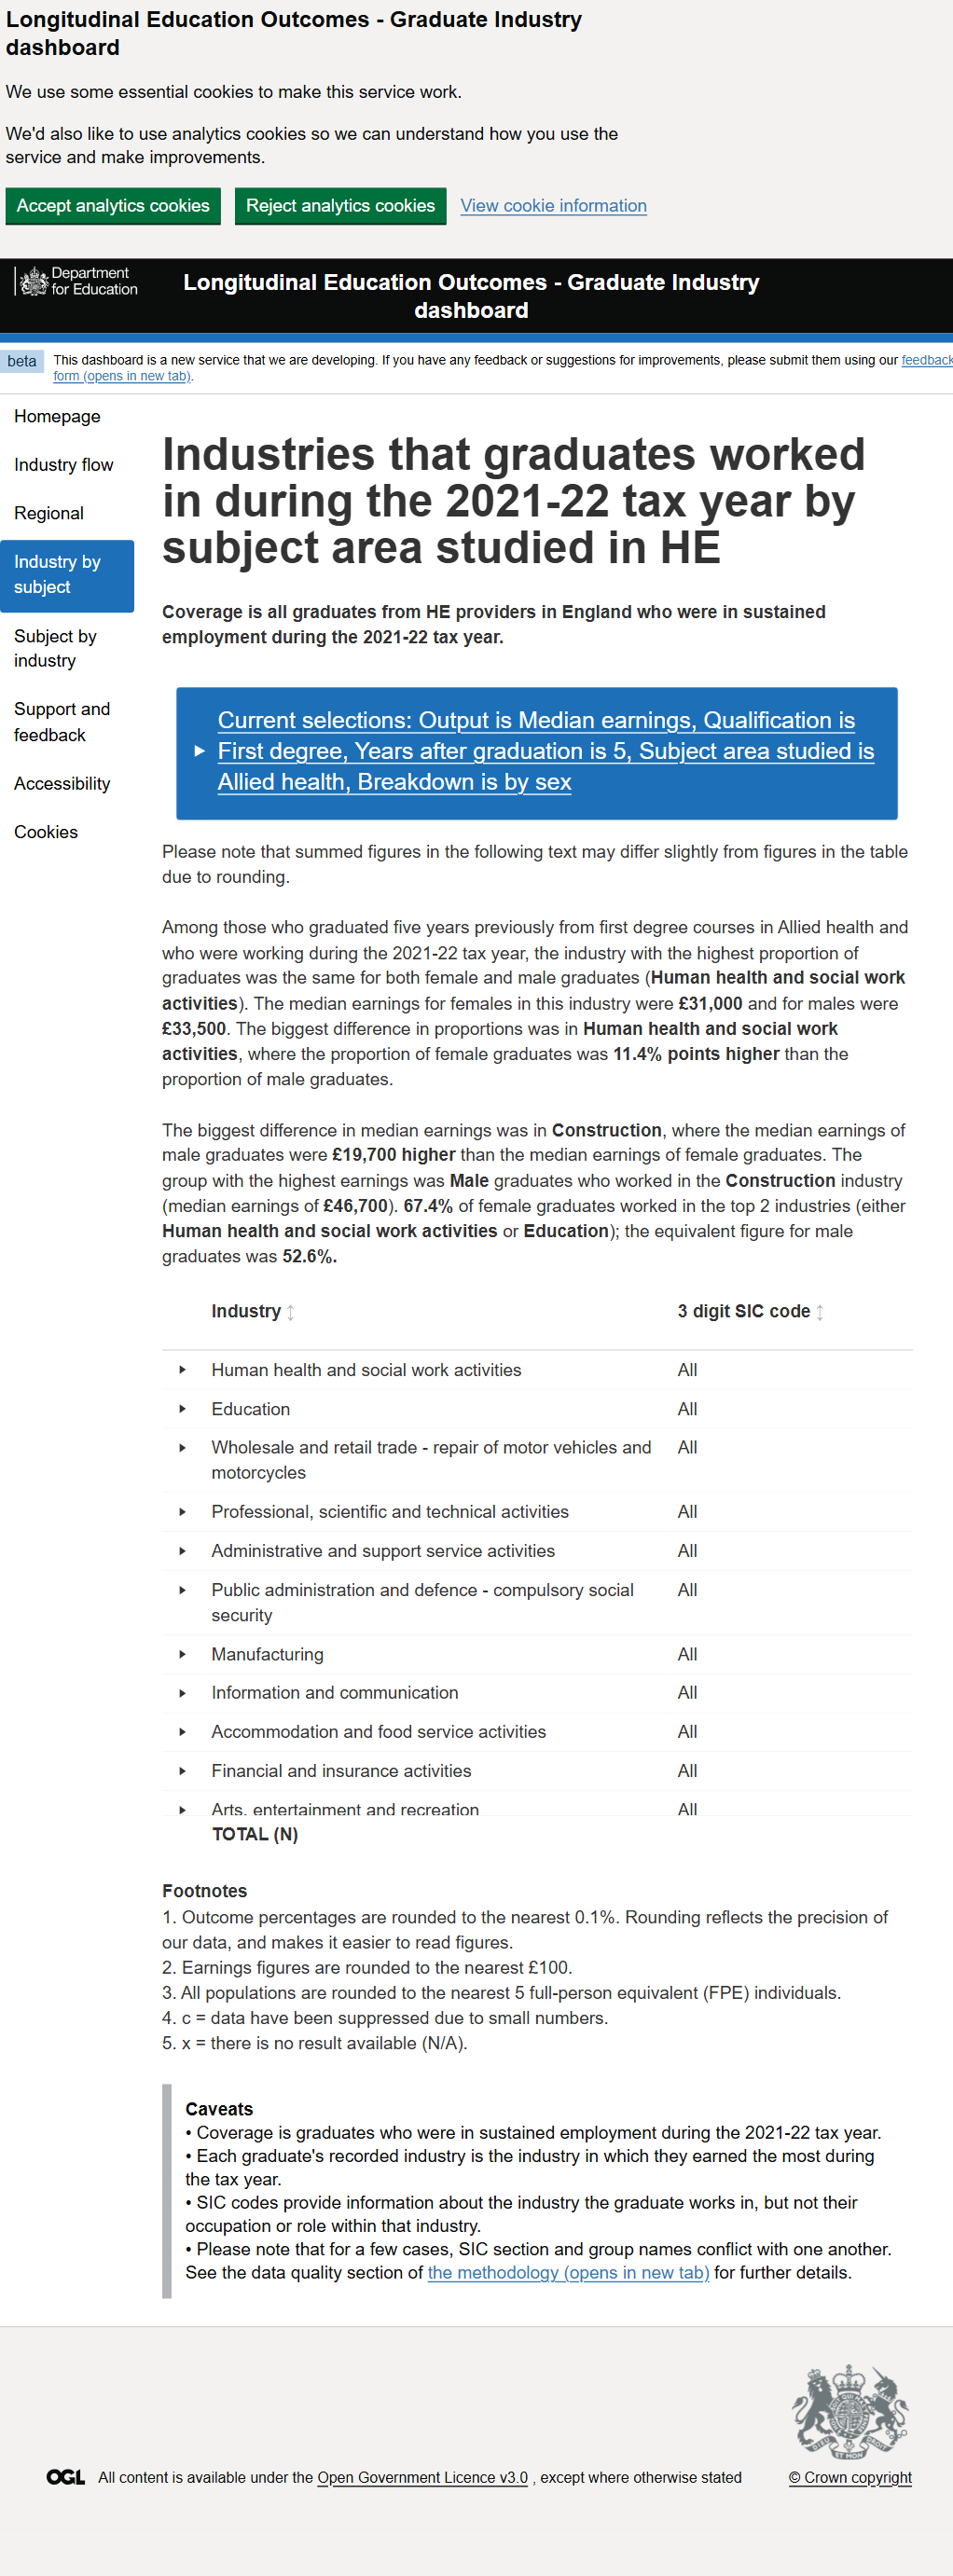 Longitudinal Education Outcomes - Graduate Industry
dashboard
We use some essential cookies to make this service work.
We'd also like to use analytics cookies so we can understand how you use the
service and make improvements.
Accept analytics cookies
Reject analytics cookies
View cookie information
Department
for Education
Longitudinal Education Outcomes - Graduate Industry
dashboard
beta
This dashboard is a new service that we are developing. If you have any feedback or suggestions for improvements, please submit them using our feedback
form (opens in new tab).
Homepage
Industry flow
Regional
Industry by
subject
Subject by
industry
Support and
feedback
Accessibility
Cookies
Industries that graduates worked
in during the 2021-22 tax year by
subject area studied in HE
Coverage is all graduates from HE providers in England who were in sustained
employment during the 2021-22 tax year.
Current selections: Output is Median earnings, Qualification is
First degree, Years after graduation is 5, Subject area studied is
Allied health, Breakdown is by sex
Please note that summed figures in the following text may differ slightly from figures in the table
due to rounding.
Among those who graduated five years previously from first degree courses in Allied health and
who were working during the 2021-22 tax year, the industry with the highest proportion of
graduates was the same for both female and male graduates (Human health and social work
activities). The median earnings for females in this industry were £31,000 and for males were
£33,500. The biggest difference in proportions was in Human health and social work
activities, where the proportion of female graduates was 11.4% points higher than the
proportion of male graduates.
The biggest difference in median earnings was in Construction, where the median earnings of
male graduates were £19,700 higher than the median earnings of female graduates. The
group with the highest earnings was Male graduates who worked in the Construction industry
(median earnings of £46,700). 67.4% of female graduates worked in the top 2 industries (either
Human health and social work activities or Education); the equivalent figure for male
graduates was 52.6%.
Industry
3 digit SIC code
Human health and social work activities All
Education All
Wholesale and retail trade - repair of motor vehicles and All
motorcycles
Professional, scientific and technical activities All
Administrative and support service activities All
Public administration and defence - compulsory social All
security
Manufacturing All
Information and communication All
Accommodation and food service activities All
Financial and insurance activities All
Arts, entertainment and recreation All
TOTAL (N)
Footnotes
1. Outcome percentages are rounded to the nearest 0.1%. Rounding reflects the precision of
our data, and makes it easier to read figures.
2. Earnings figures are rounded to the nearest £100.
3. All populations are rounded to the nearest 5 full-person equivalent (FPE) individuals.
4. c = data have been suppressed due to small numbers.
5. x = there is no result available (N/A).
Caveats
• Coverage is graduates who were in sustained employment during the 2021-22 tax year.
• Each graduate's recorded industry is the industry in which they earned the most during
the tax year.
• SIC codes provide information about the industry the graduate works in, but not their
occupation or role within that industry.
• Please note that for a few cases, SIC section and group names conflict with one another.
See the data quality section of the methodology (opens in new tab) for further details.
OGL All content is available under the Open Government Licence v3.0 , except where otherwise stated
© Crown copyright